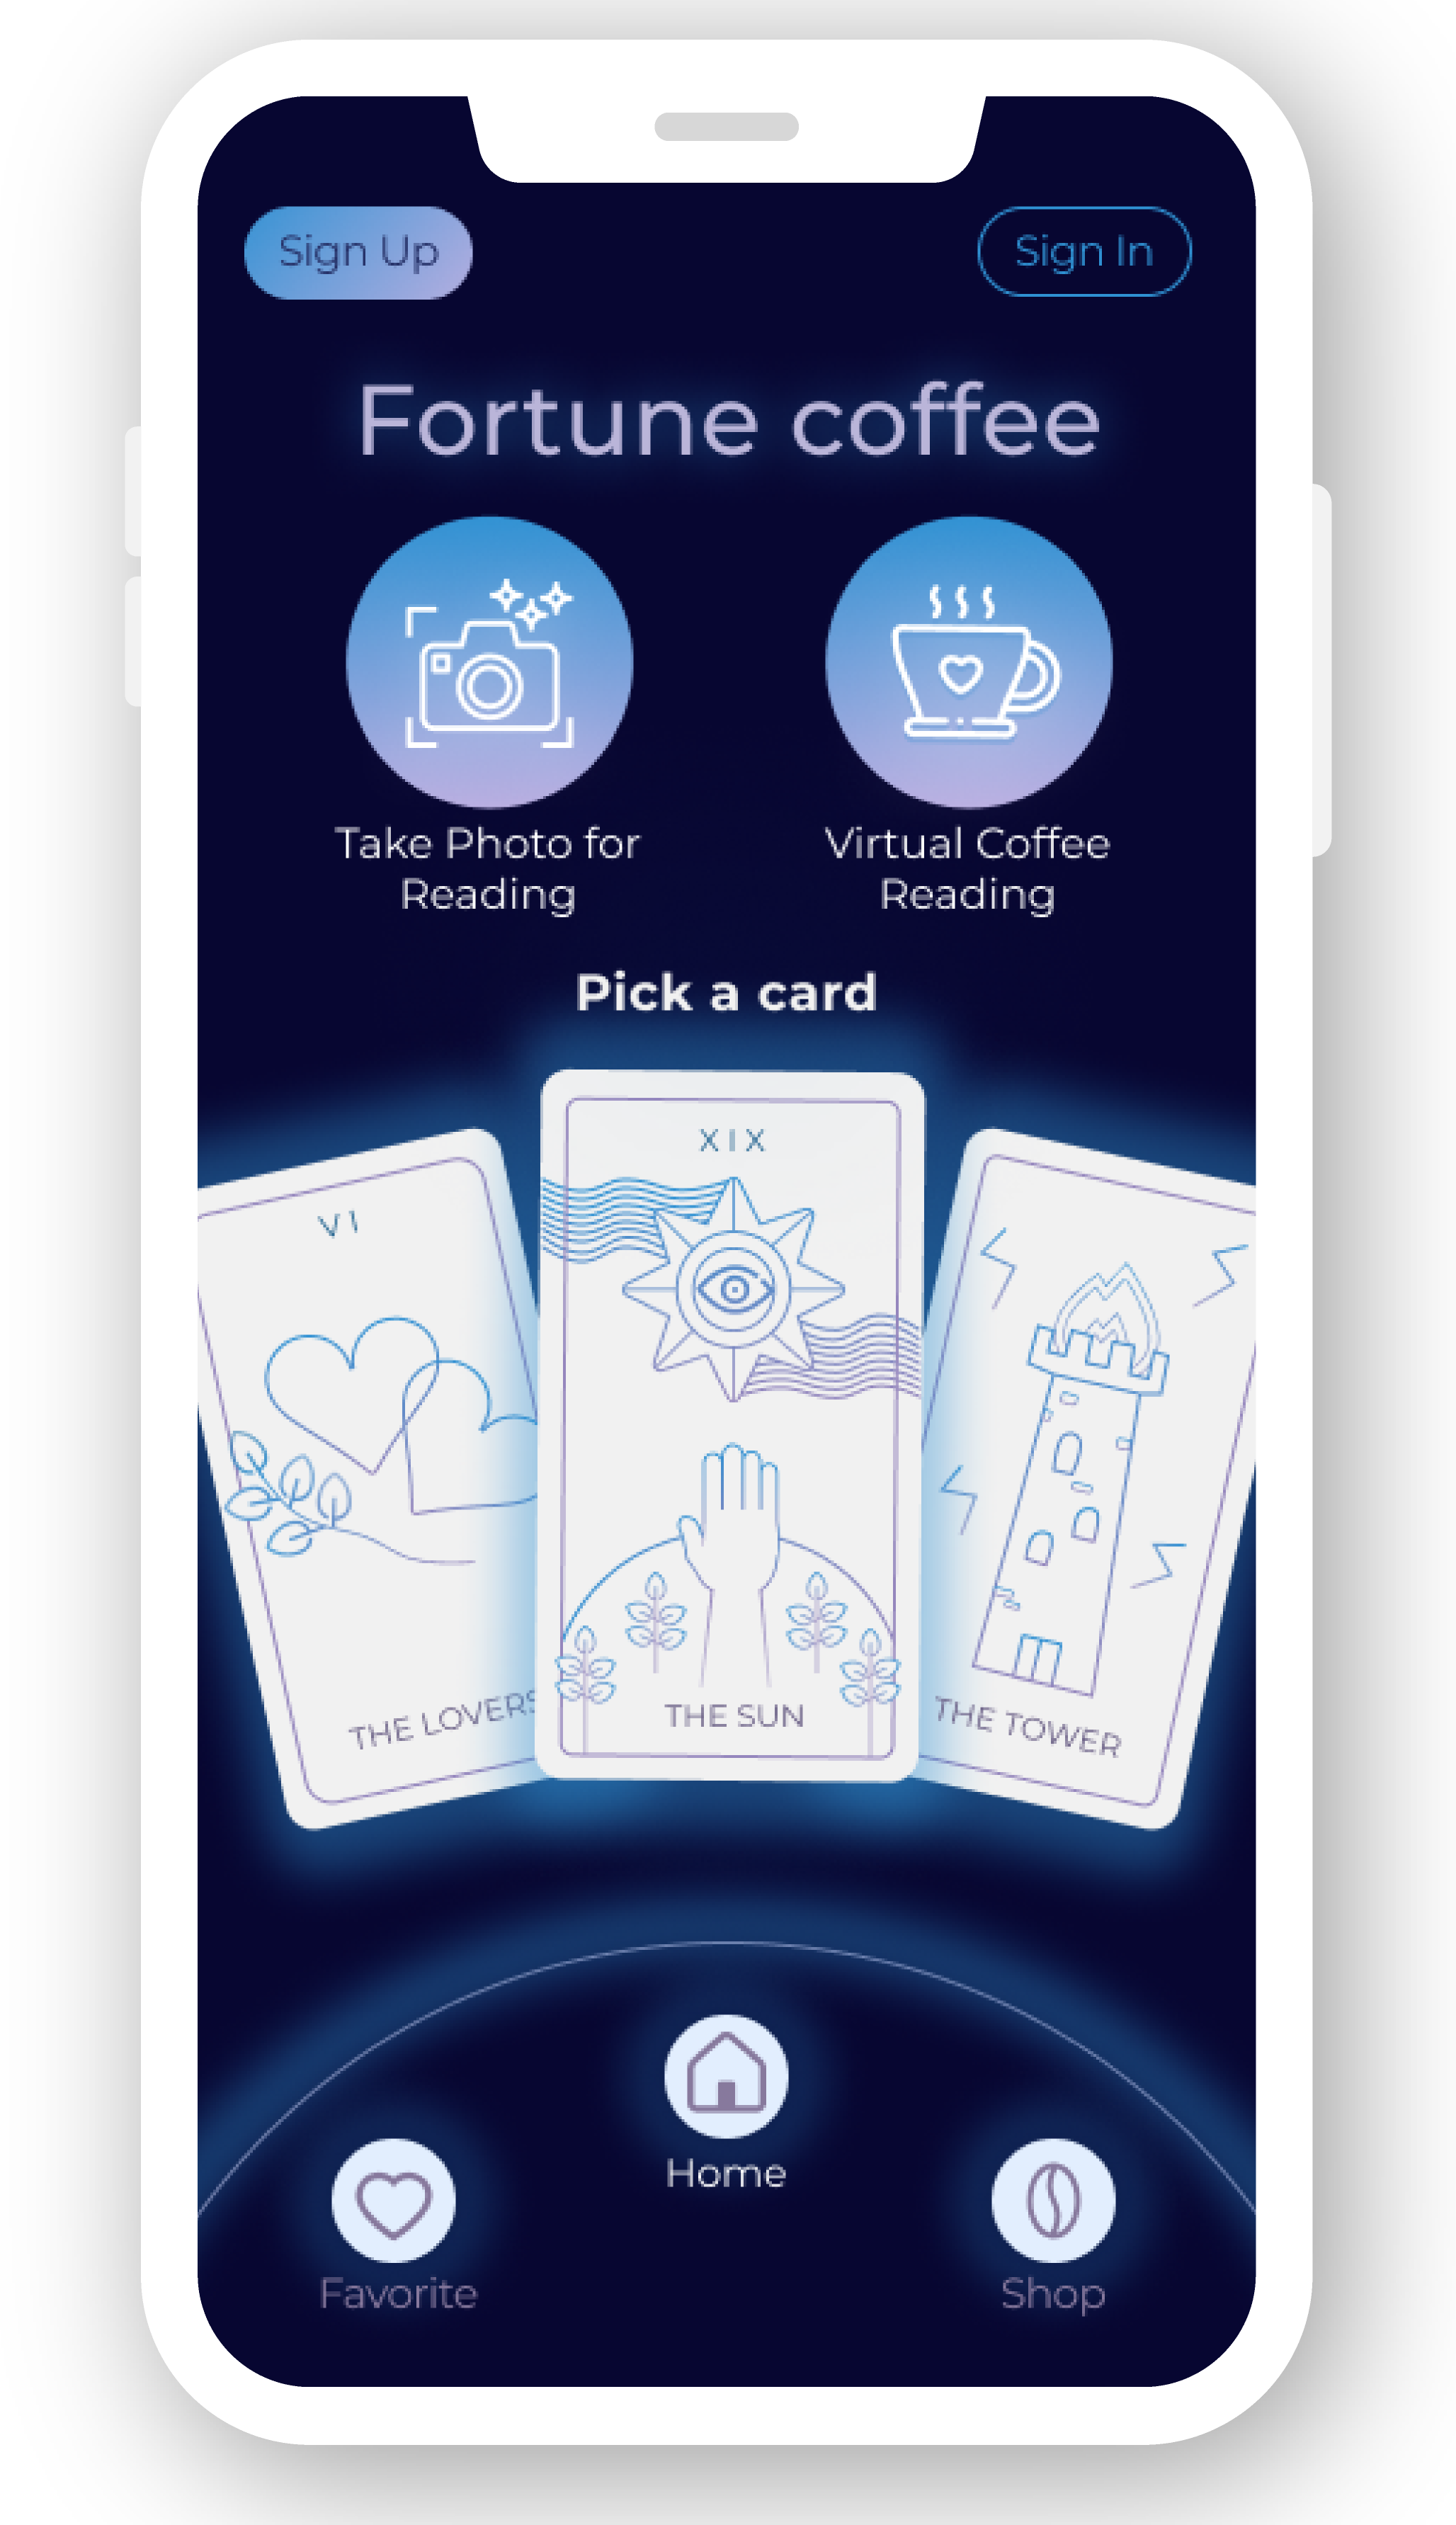 Sign Up
Sign In
Fortune coffee
Take Photo for
Reading
Virtual Coffee
Reading
Pick a card
VI
THE LOVERS
XIX
THE SUN
THE TOWER
Home
Favorite
Shop